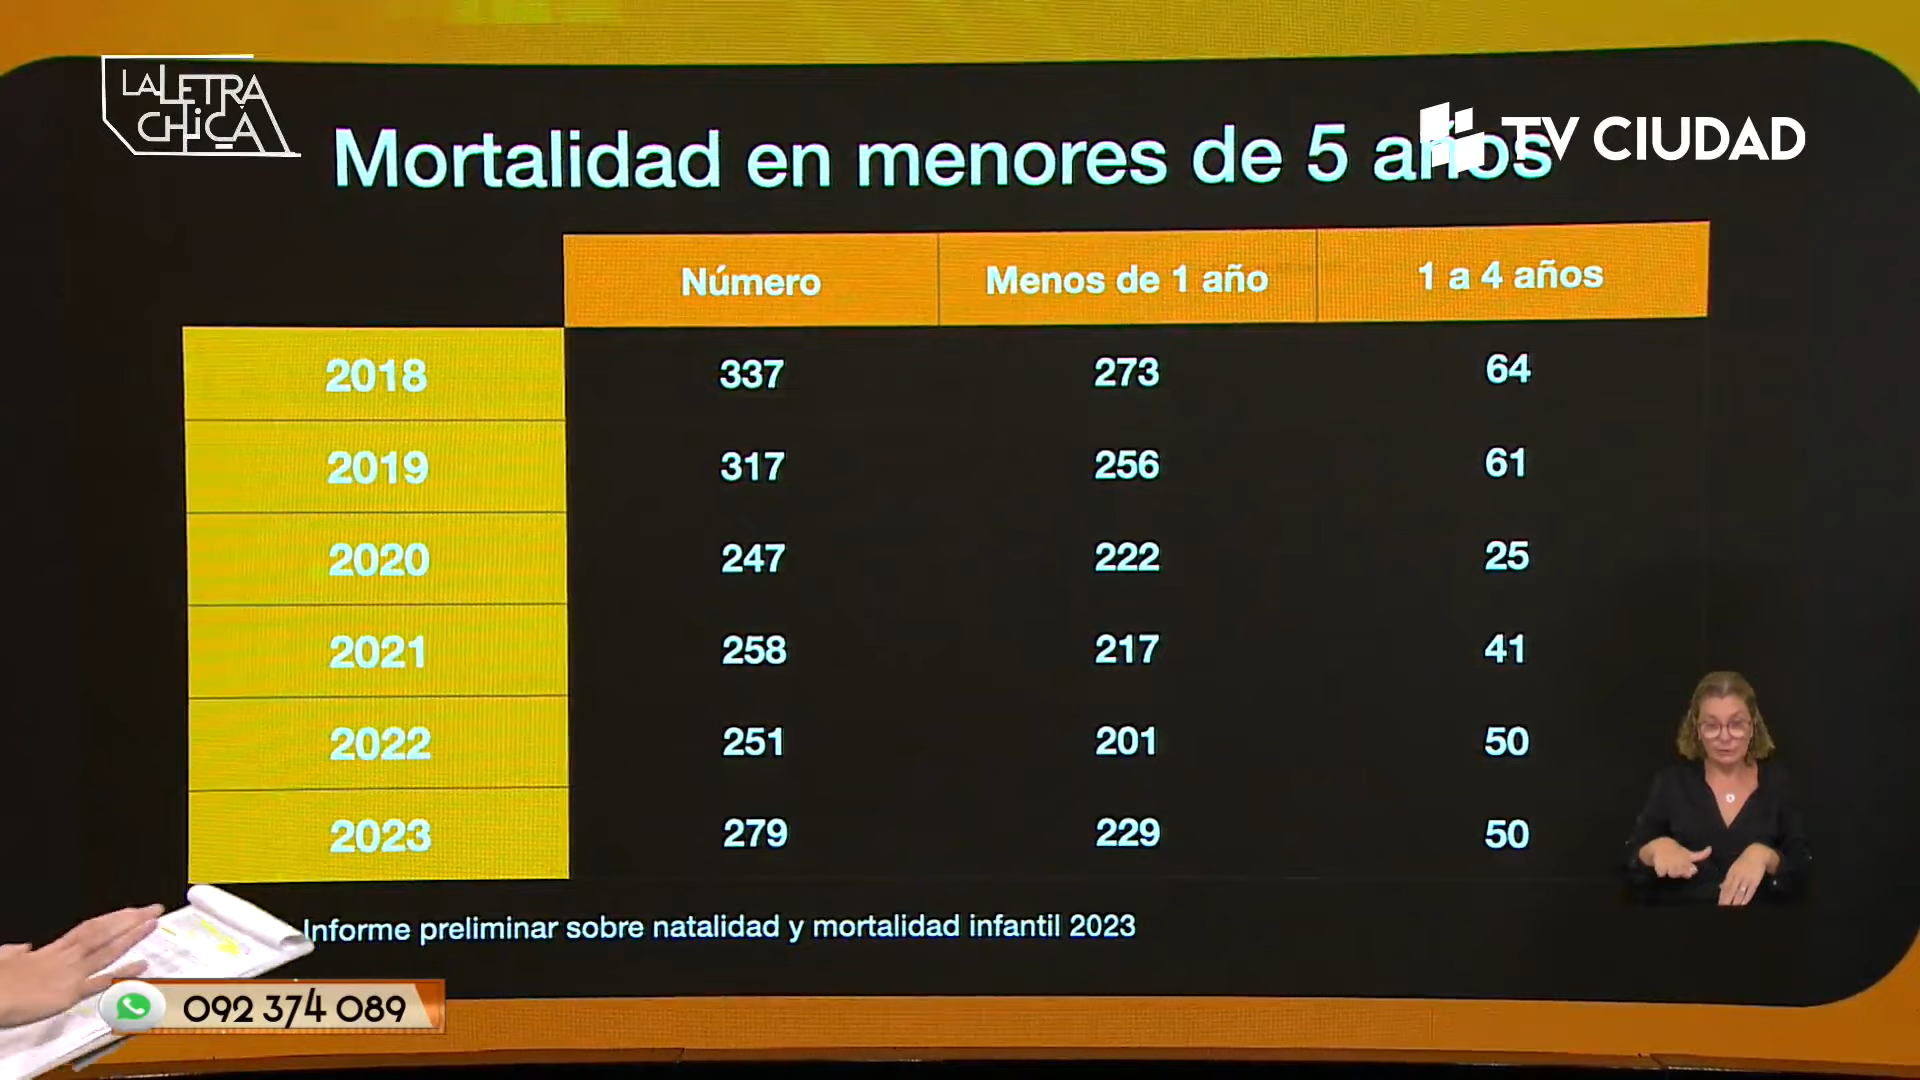 LA LETRA
CHICA
TV CIUDAD
Mortalidad en menores de 5 años
Número Menos de 1 año 1 a 4 años
2018 337 273 64
2019 317 256 61
2020 247 222 25
2021 258 217 41
2022 251 201 50
2023 279 229 50
Informe preliminar sobre natalidad y mortalidad infantil 2023
092 374 089